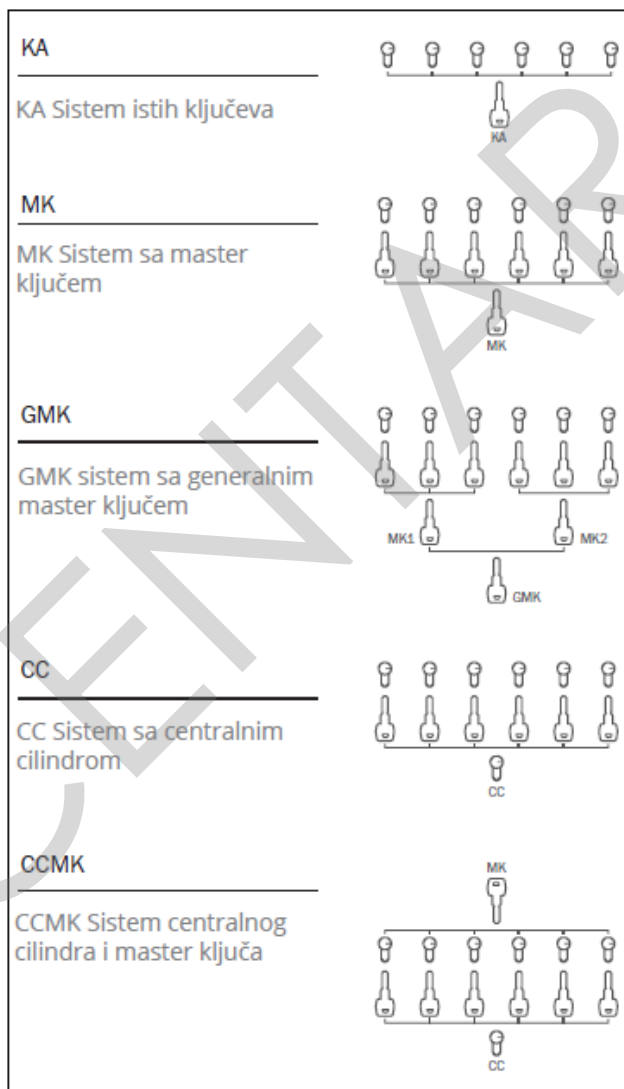 KA
KA Sistem istih ključeva
KA
MK
MK Sistem sa master
ključem
MK
GMK
GMK sistem sa generalnim
master ključem
MK1
MK2
GMK
CC
CC Sistem sa centralnim
cilindrom
CC
CCMK
CCMK Sistem centralnog
cilindra i master ključa
MK
CC
CENTAR